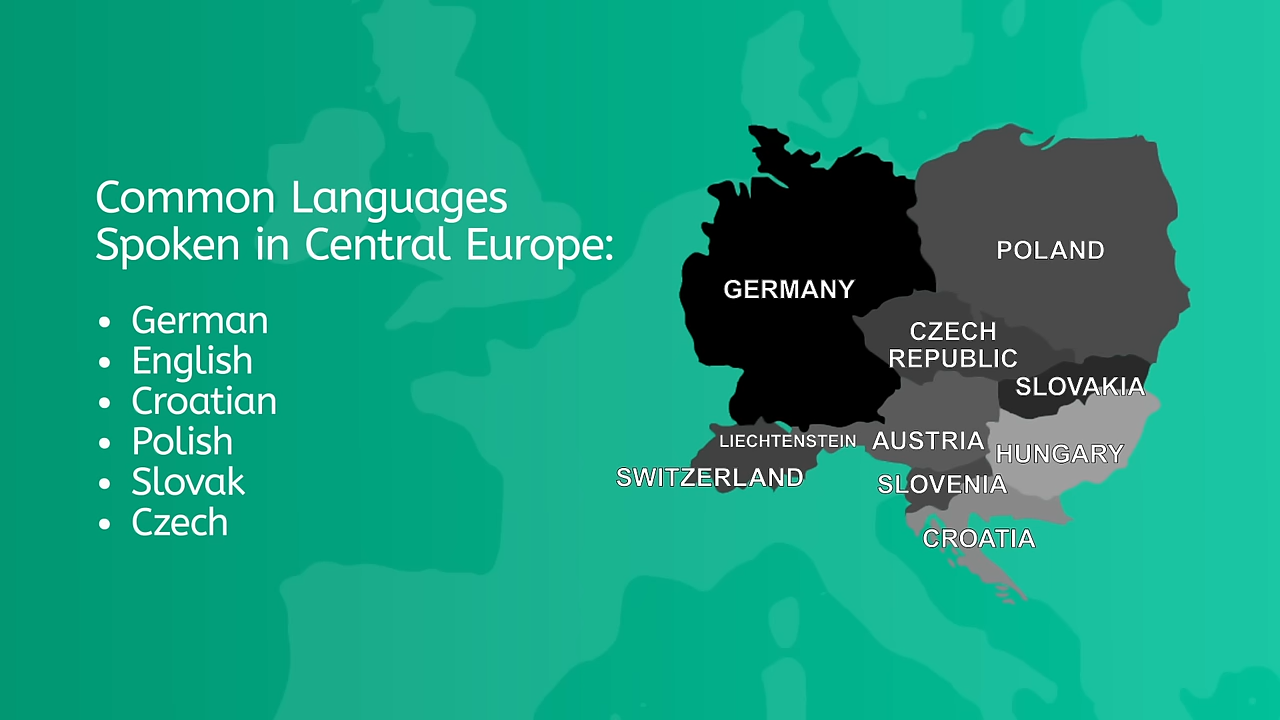 Common Languages
Spoken in Central Europe:
• German
• English
• Croatian
• Polish
• Slovak
• Czech
POLAND
GERMANY
CZECH
REPUBLIC
SLOVAKIA
LIECHTENSTEIN
AUSTRIA
HUNGARY
SWITZERLAND
SLOVENIA
CROATIA